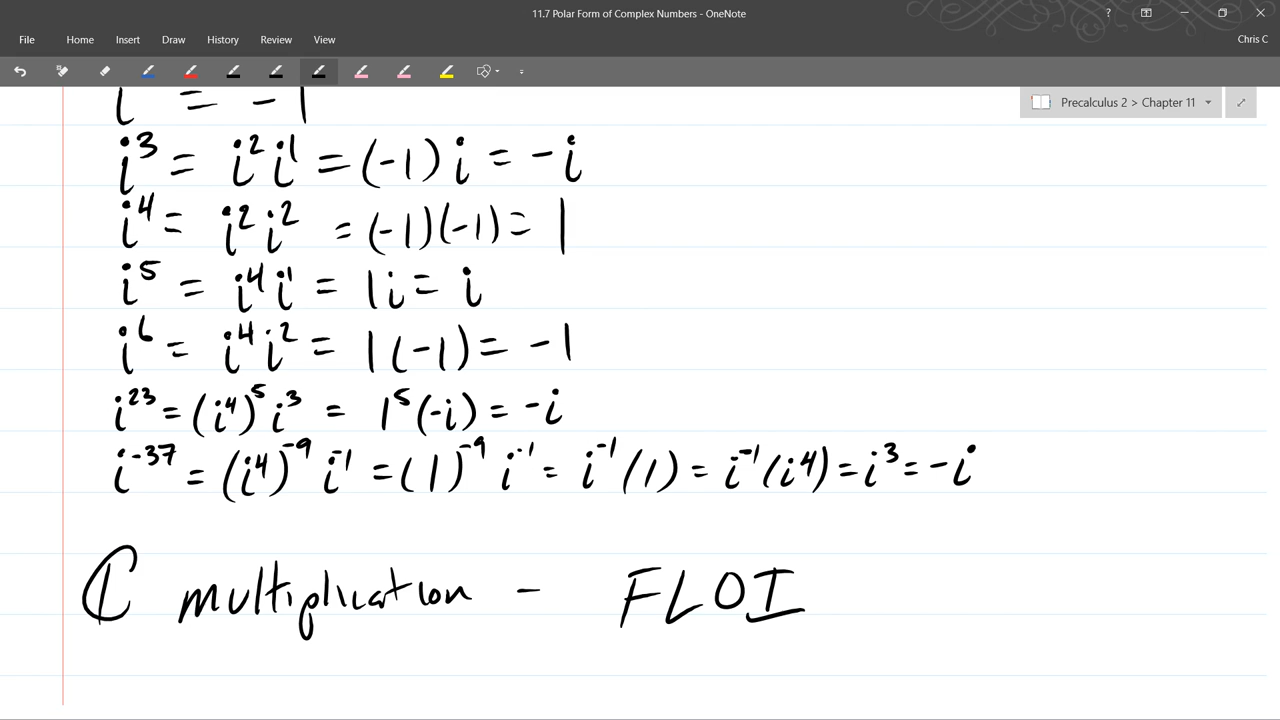 11.7 Polar Form of Complex Numbers - OneNote
File Home Insert Draw History Review View Chris C
Precalculus 2 > Chapter 11
i² = -1
i³ = i²i¹ = (-1)i = -i
i⁴ = i²i² = (-1)(-1) = 1
i⁵ = i⁴i¹ = 1i = i
i⁶ = i⁴i² = 1(-1) = -1
i²³ = (i⁴)⁵i³ = 1⁵(-i) = -i
i⁻³⁷ = (i⁴)⁻⁹i⁻¹ = (1)⁻⁹i⁻¹ = i⁻¹(1) = i⁻¹(i⁴) = i³ = -i
ℂ multiplication - FLOI